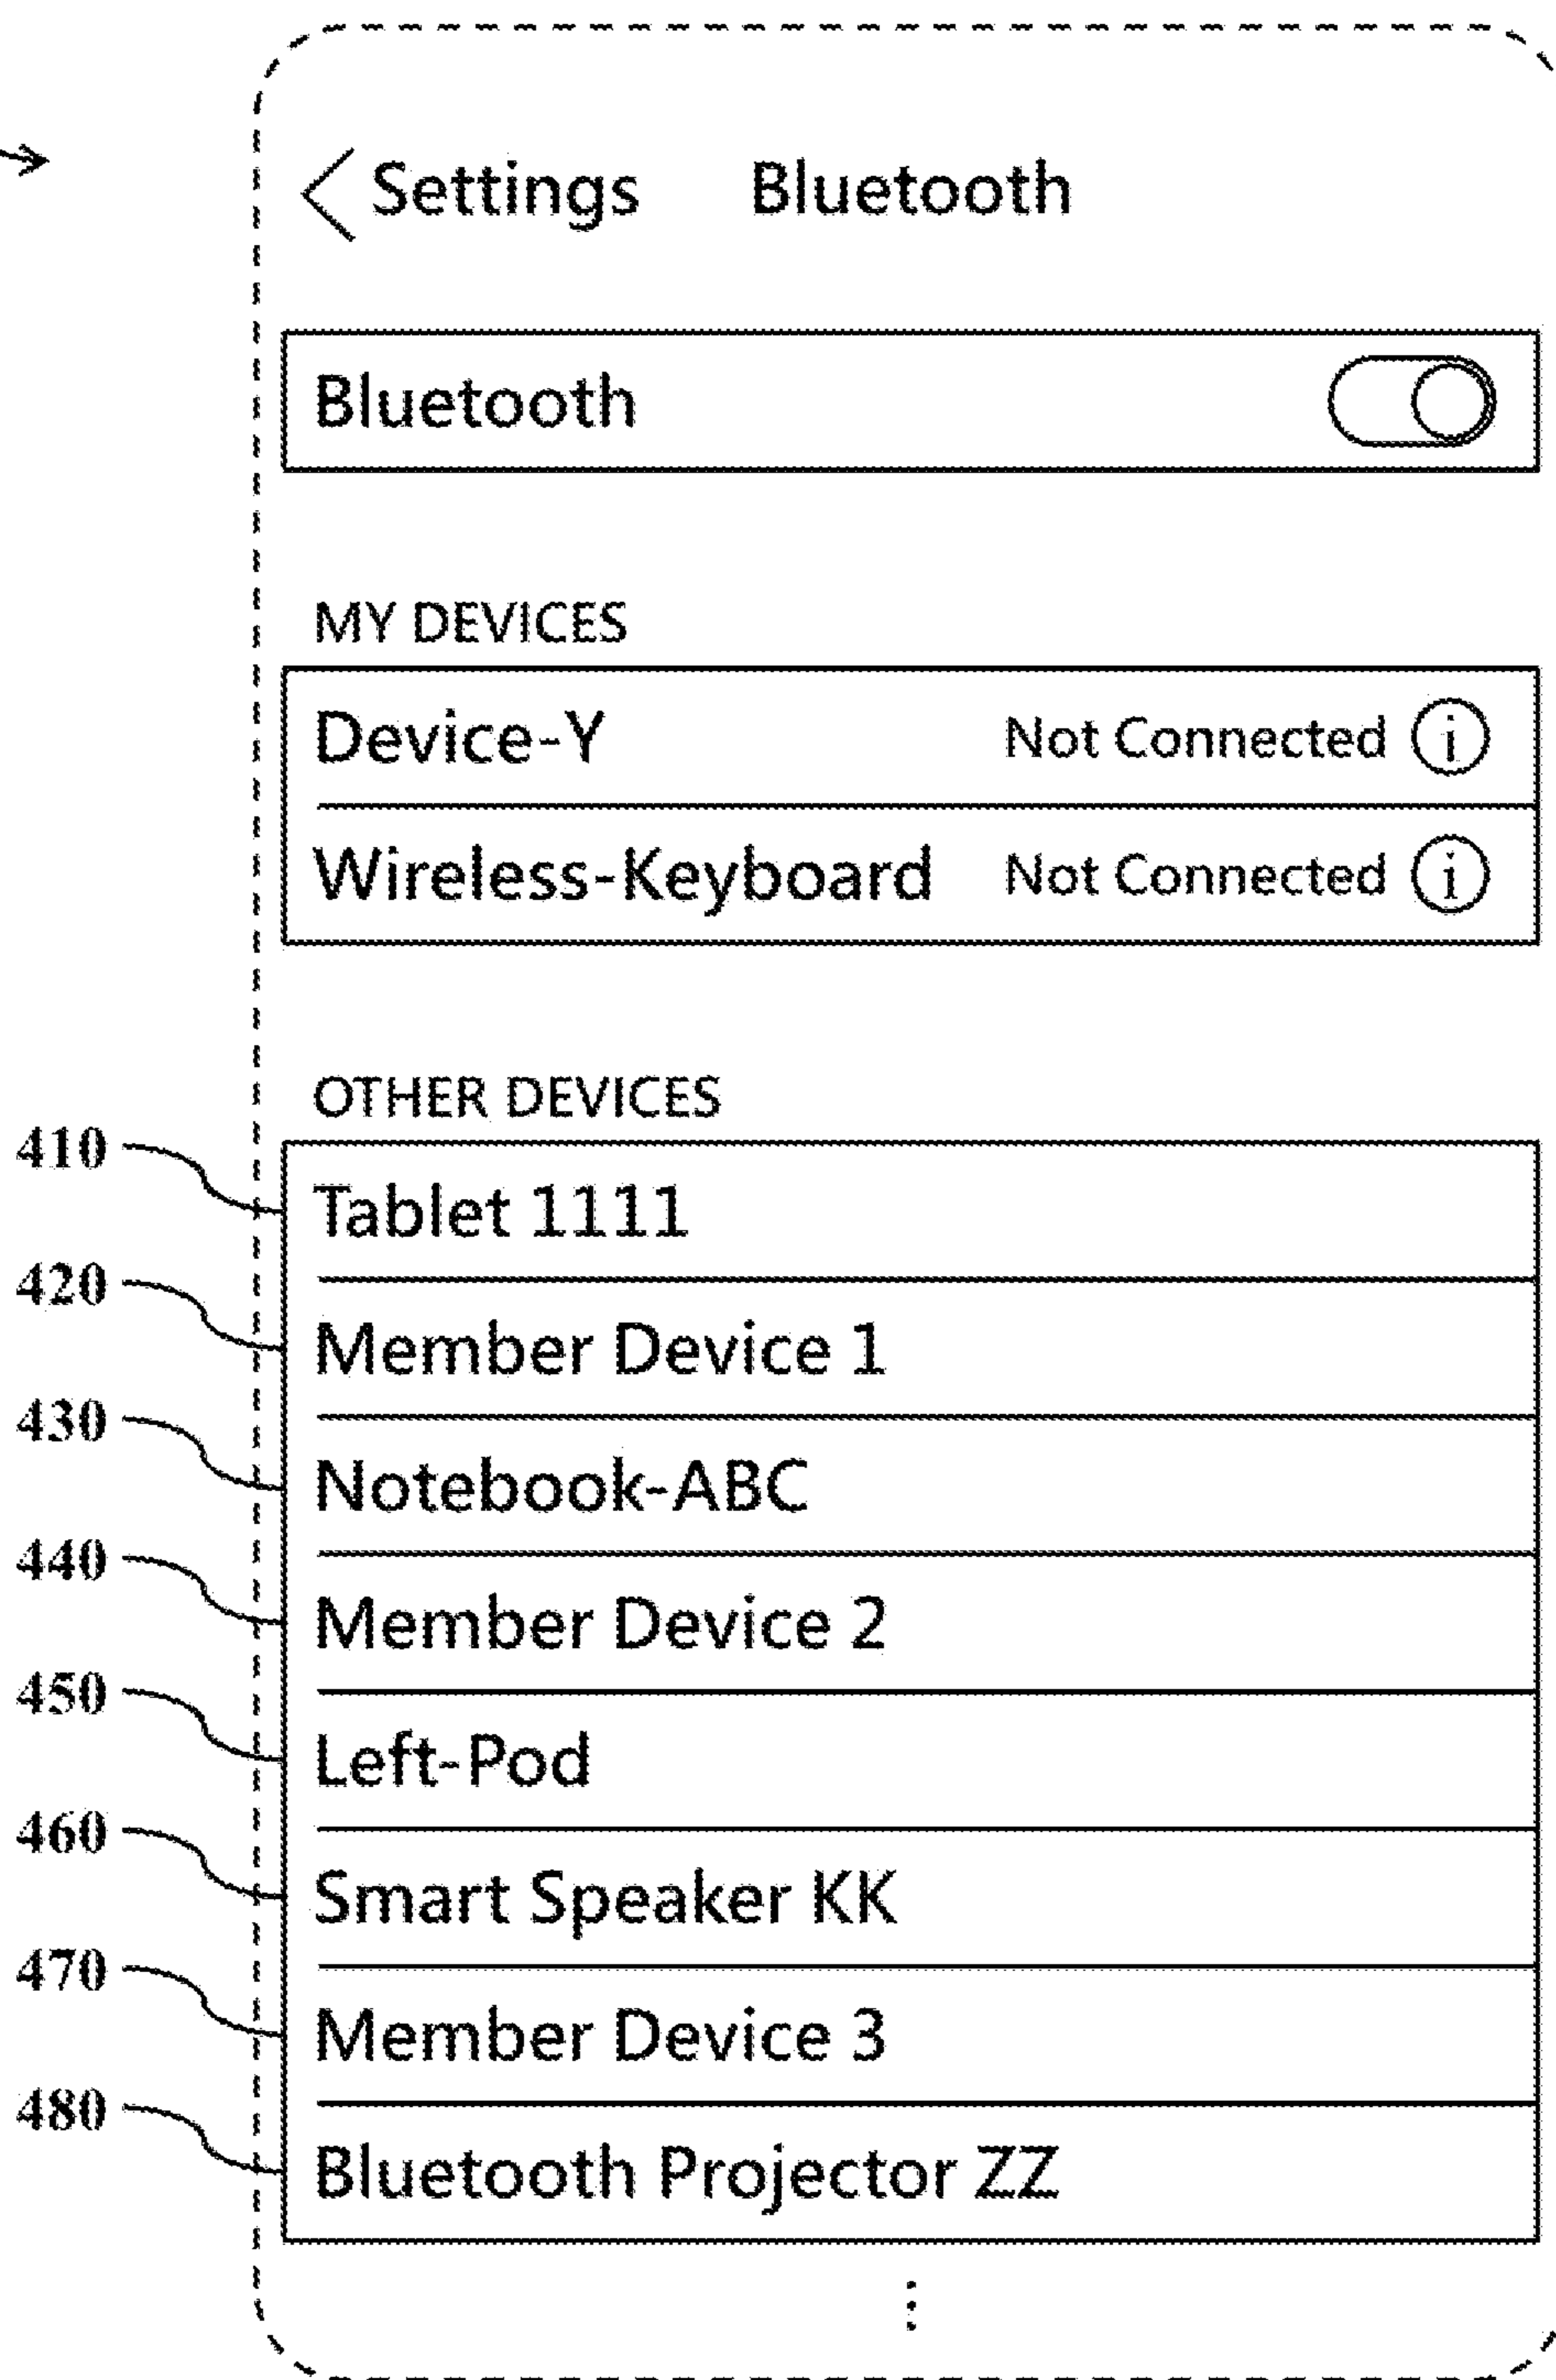 Settings Bluetooth
Bluetooth
MY DEVICES
Device-Y Not Connected i
Wireless-Keyboard Not Connected i
OTHER DEVICES
410 Tablet 1111
420 Member Device 1
430 Notebook-ABC
440 Member Device 2
450 Left-Pod
460 Smart Speaker KK
470 Member Device 3
480 Bluetooth Projector ZZ